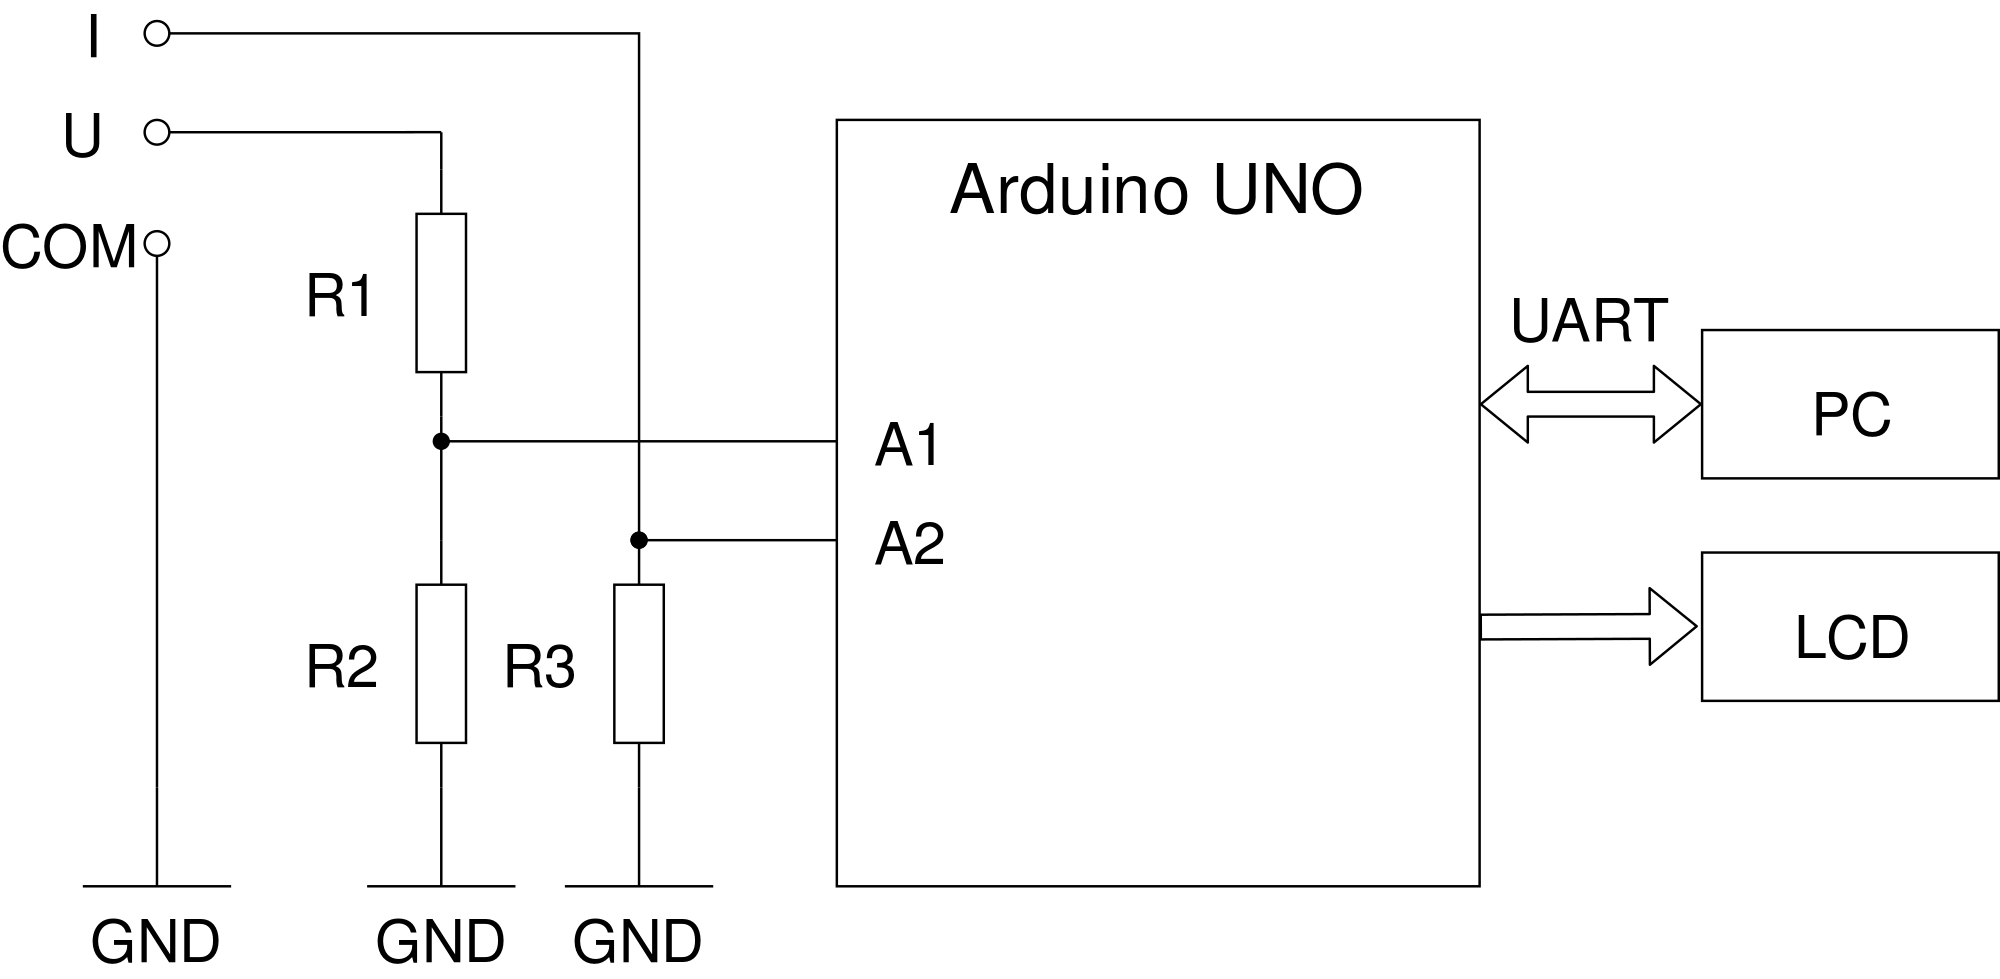 I
U
COM
R1
R2
R3
GND
GND
GND
Arduino UNO
A1
A2
UART
PC
LCD